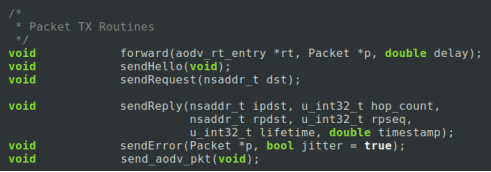 /*
 * Packet TX Routines
 */
void            forward(aodv_rt_entry *rt, Packet *p, double delay);
void            sendHello(void);
void            sendRequest(nsaddr_t dst);

void            sendReply(nsaddr_t ipdst, u_int32_t hop_count,
                          nsaddr_t rpdst, u_int32_t rpseq,
                          u_int32_t lifetime, double timestamp);
void            sendError(Packet *p, bool jitter = true);
void            send_aodv_pkt(void);